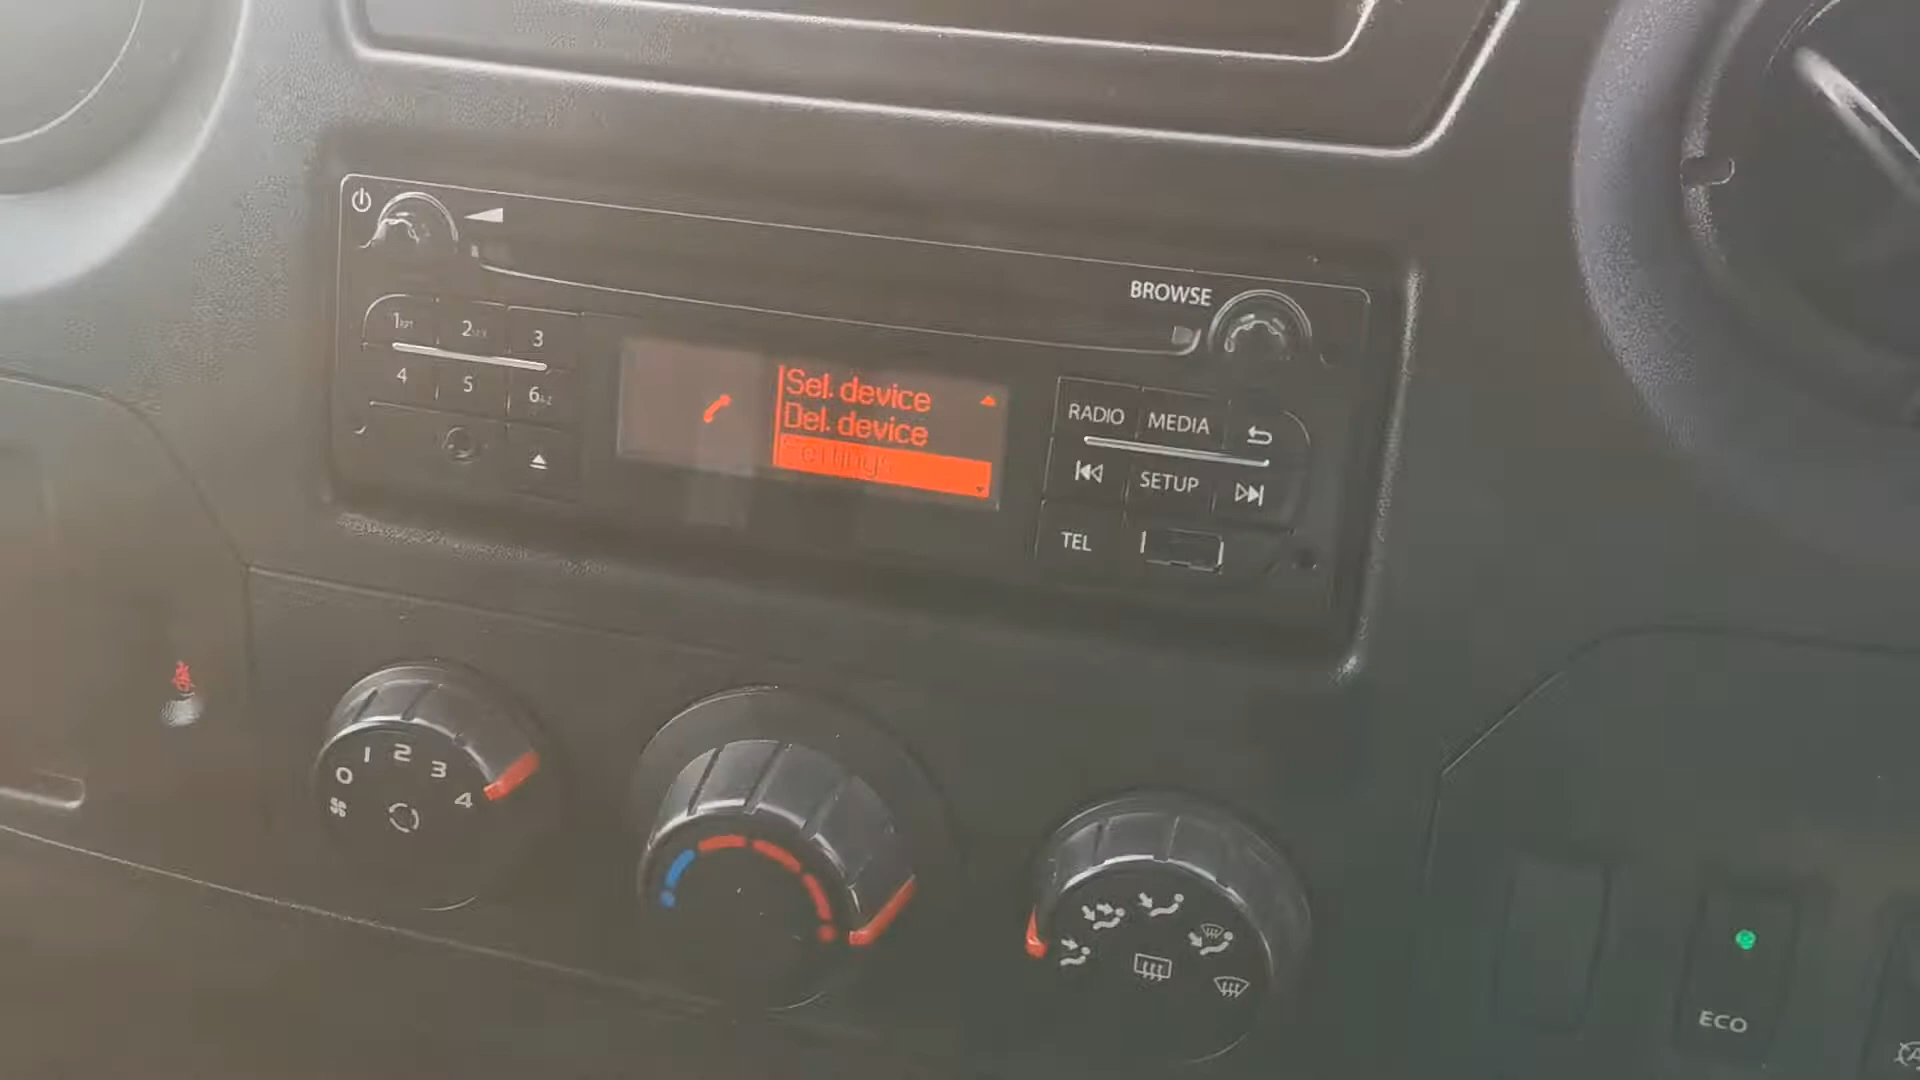 BROWSE
1
2
3
4
5
6
Sel. device
Del. device
Settings
RADIO
MEDIA
SETUP
TEL
0 1 2 3 4
ECO